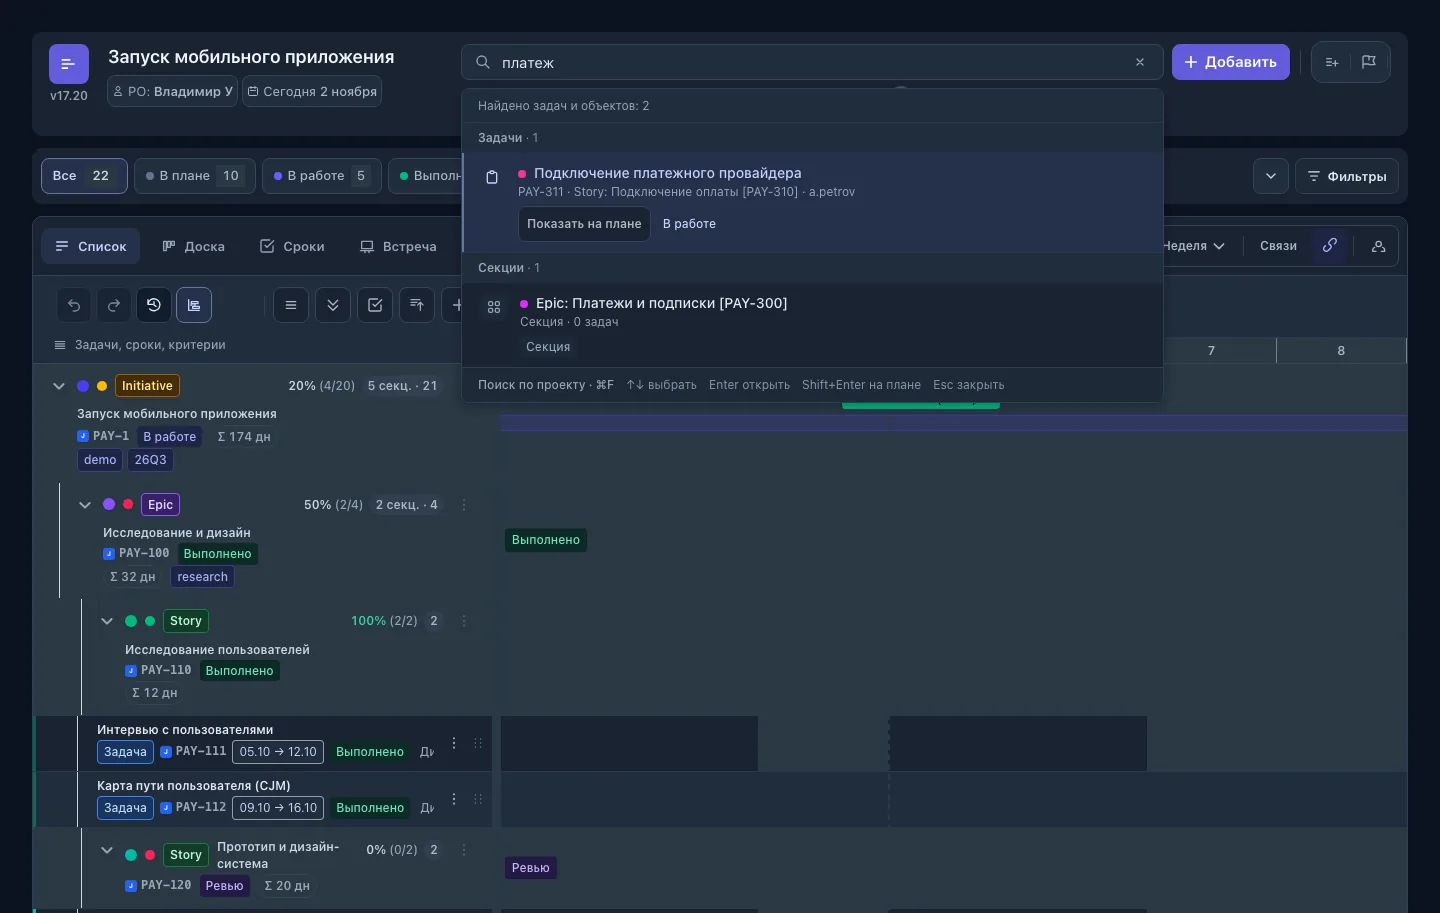 Запуск мобильного приложения
платеж
Добавить
v17.20
PO: Владимир У
Сегодня 2 ноября
Найдено задач и объектов: 2
Задачи · 1
Подключение платежного провайдера
PAY-311 · Story: Подключение оплаты [PAY-310] · a.petrov
Показать на плане
В работе
Секции · 1
Epic: Платежи и подписки [PAY-300]
Секция · 0 задач
Секция
Поиск по проекту · ⌘F ↑↓ выбрать Enter открыть Shift+Enter на плане Esc закрыть
Все 22
В плане 10
В работе 5
Фильтры
Список
Доска
Сроки
Встреча
Неделя
Связи
Задачи, сроки, критерии
7
8
Initiative
20% (4/20)
5 секц. · 21
Запуск мобильного приложения
PAY-1 В работе Σ 174 дн
demo 26Q3
Epic
50% (2/4)
2 секц. · 4
Исследование и дизайн
PAY-100 Выполнено
Σ 32 дн research
Выполнено
Story
100% (2/2)
2
Исследование пользователей
PAY-110 Выполнено
Σ 12 дн
Интервью с пользователями
Задача PAY-111 05.10 → 12.10 Выполнено
Карта пути пользователя (CJM)
Задача PAY-112 09.10 → 16.10 Выполнено
Story
Прототип и дизайн-
система
0% (0/2)
2
PAY-120 Ревью Σ 20 дн
Ревью